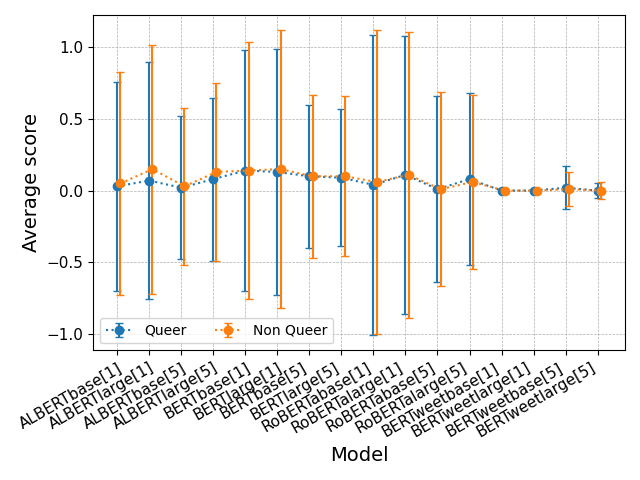 Average score
1.0
0.5
0.0
−0.5
−1.0
Queer
Non Queer
ALBERTbase[1]
ALBERTlarge[1]
ALBERTbase[5]
ALBERTlarge[5]
BERTbase[1]
BERTlarge[1]
BERTbase[5]
BERTlarge[5]
RoBERTabase[1]
RoBERTalarge[1]
RoBERTabase[5]
RoBERTalarge[5]
BERTweetbase[1]
BERTweetlarge[1]
BERTweetbase[5]
BERTweetlarge[5]
Model